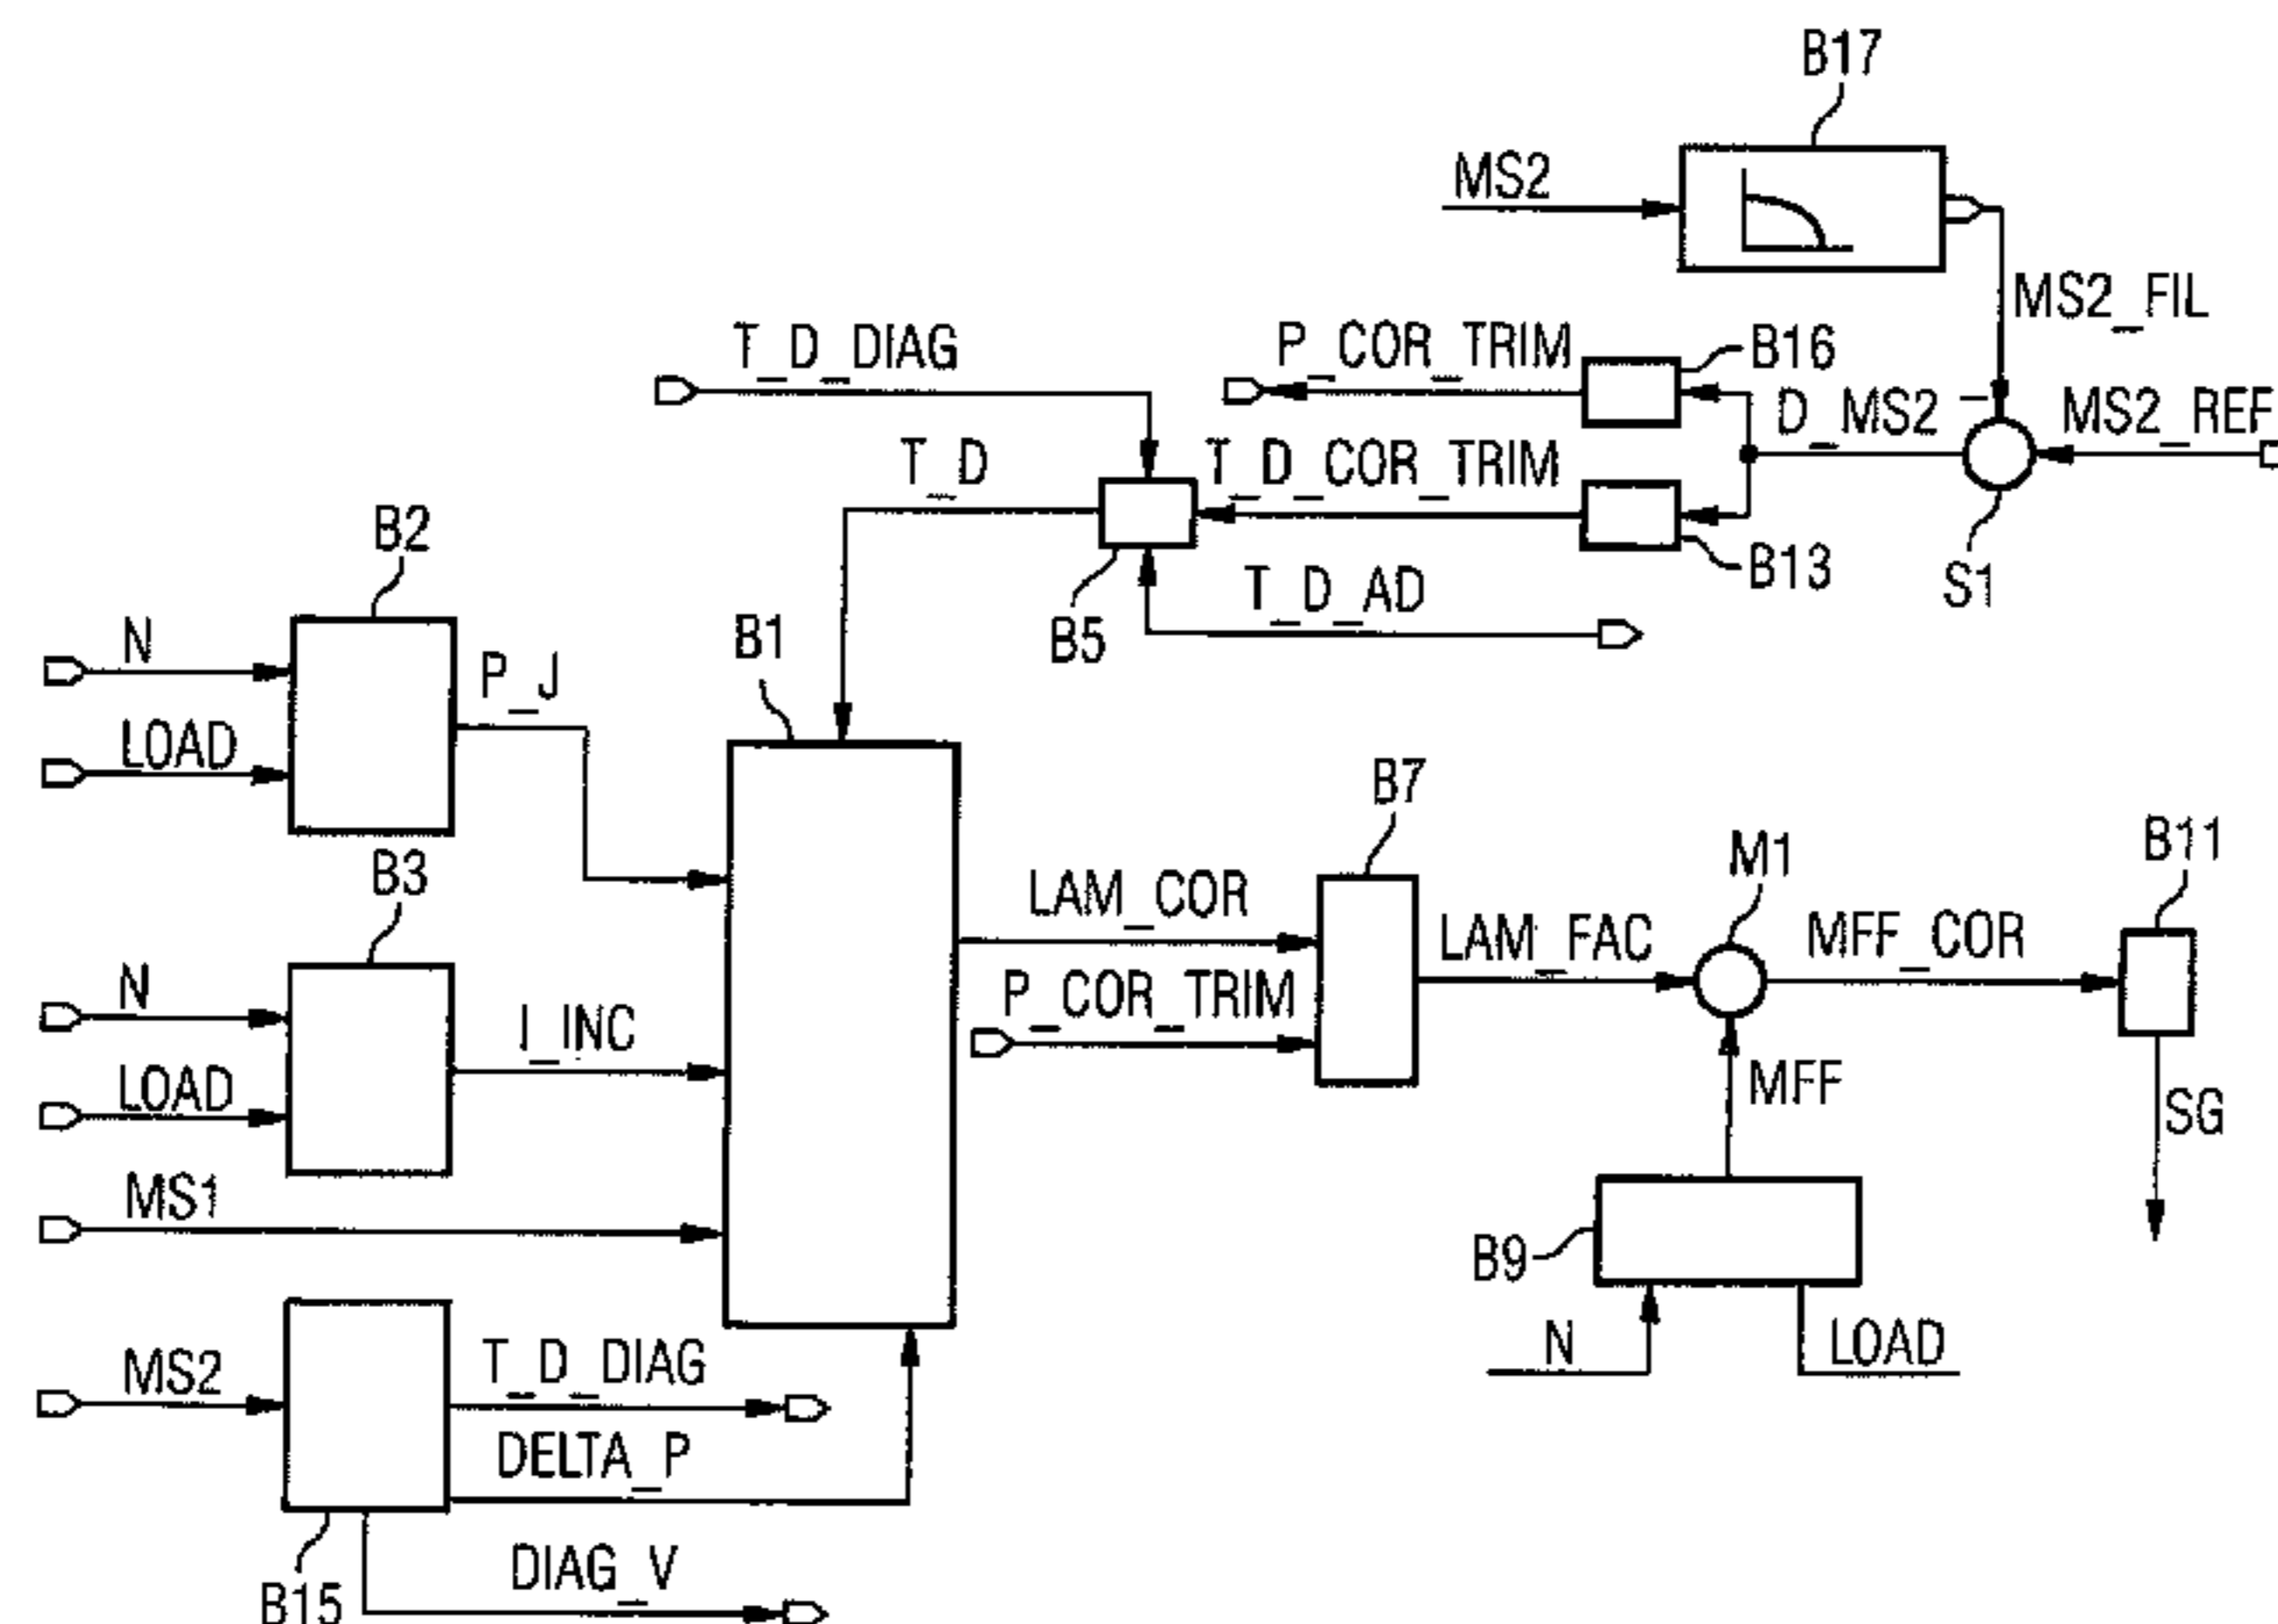 B17
MS2
MS2_FIL
T_D_DIAG
P_COR_TRIM
B16
D_MS2
–
MS2_REF
T_D
T_D_COR_TRIM
B2
B13
S1
T_D_AD
B5
B1
N
P_J
LOAD
B7
B11
M1
B3
LAM_COR
LAM_FAC
MFF_COR
N
P_COR_TRIM
I_INC
LOAD
MFF
SG
MS1
B9
N
LOAD
MS2
T_D_DIAG
DELTA_P
DIAG_V
B15